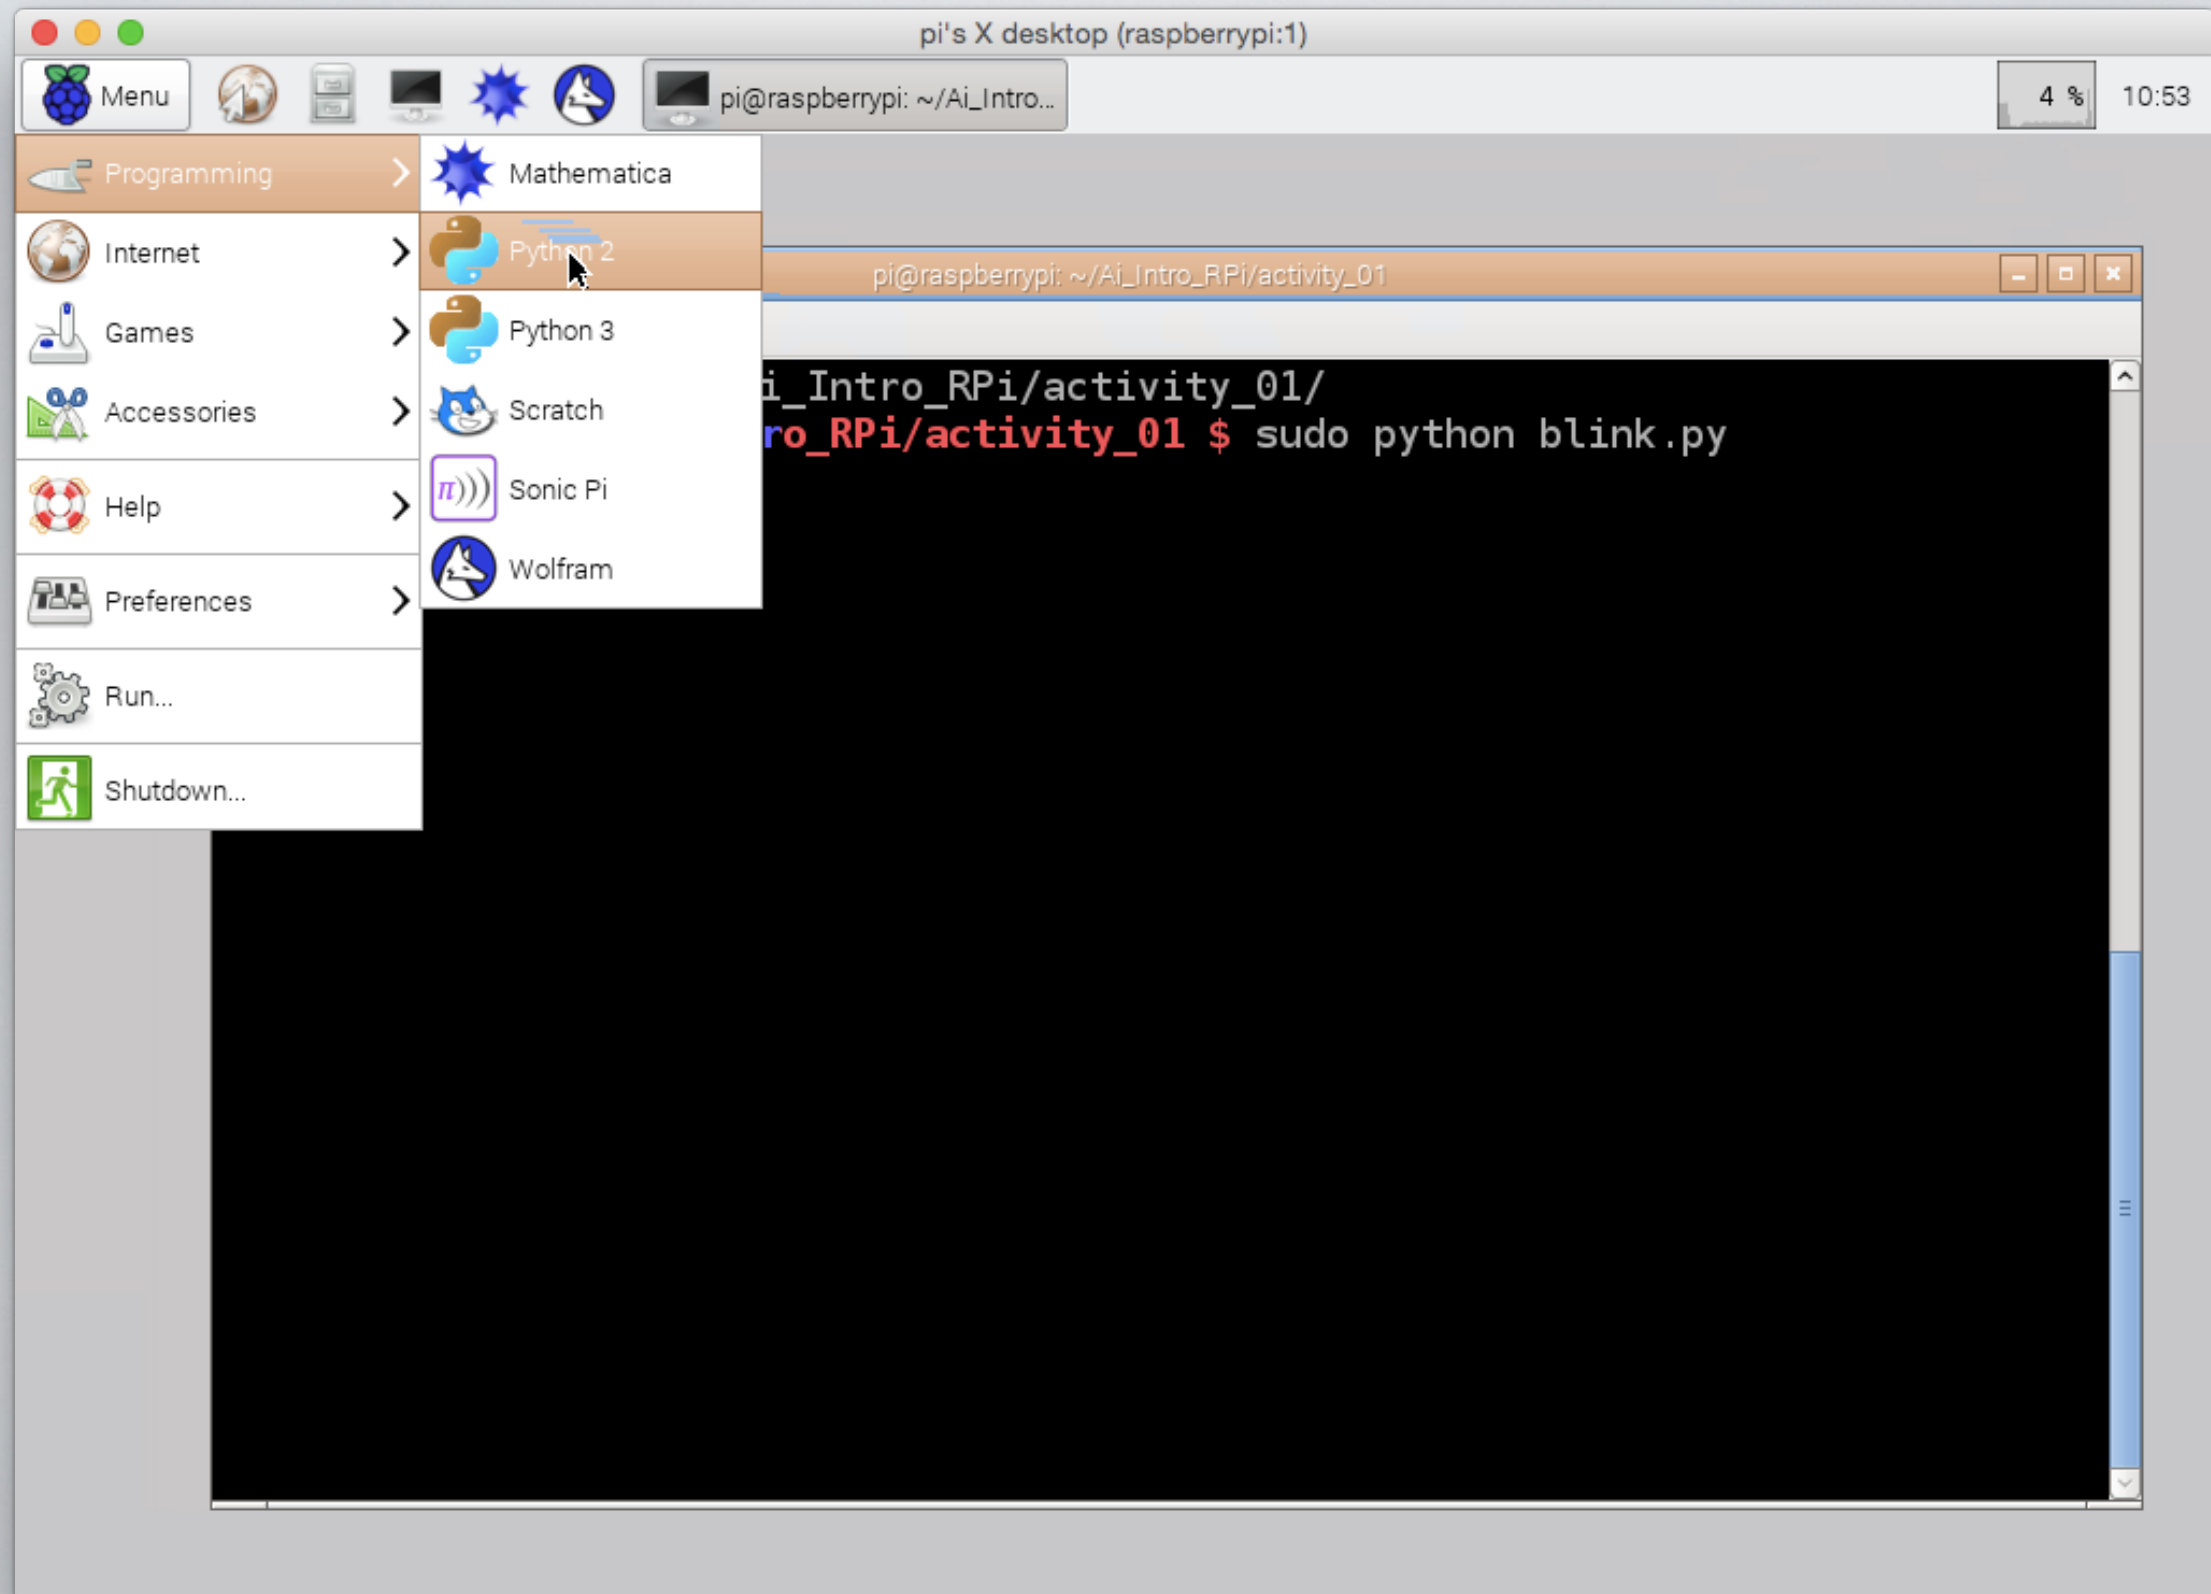 pi's X desktop (raspberrypi:1)
Menu
pi@raspberrypi: ~/Ai_Intro...
4 %
10:53
Programming
Internet
Games
Accessories
Help
Preferences
Run...
Shutdown...
Mathematica
Python 2
Python 3
Scratch
π)))
Sonic Pi
Wolfram
pi@raspberrypi: ~/Ai_Intro_RPi/activity_01
i_Intro_RPi/activity_01/
ro_RPi/activity_01 $ sudo python blink.py